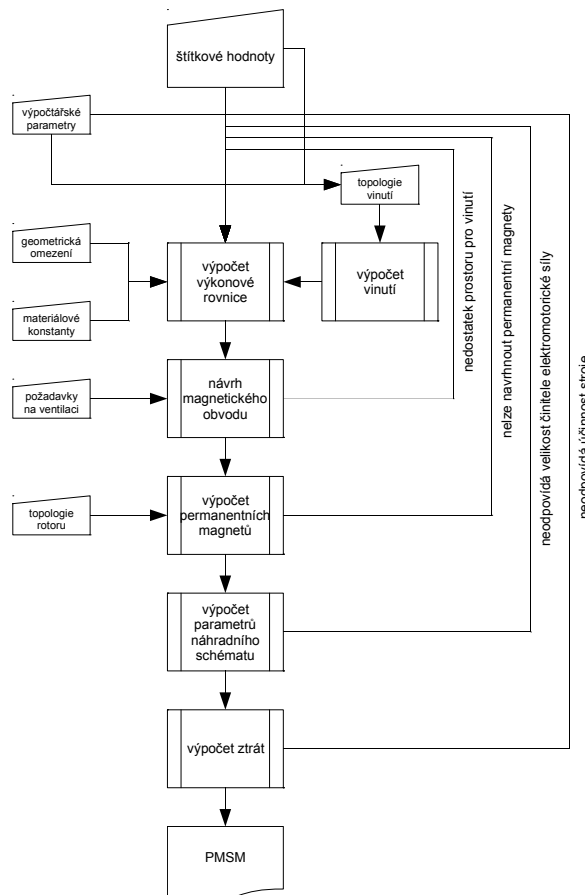 štítkové hodnoty
výpočtářské
parametry
topologie
vinutí
geometrická
omezení
výpočet
výkonové
rovnice
výpočet
vinutí
materiálové
konstanty
požadavky
na ventilaci
návrh
magnetického
obvodu
topologie
rotoru
výpočet
permanentních
magnetů
výpočet
parametrů
náhradního
schématu
výpočet ztrát
PMSM
nedostatek prostoru pro vinutí
nelze navrhnout permanentní magnety
neodpovídá velikost činitele elektromotorické síly
neodpovídá účinnost stroje